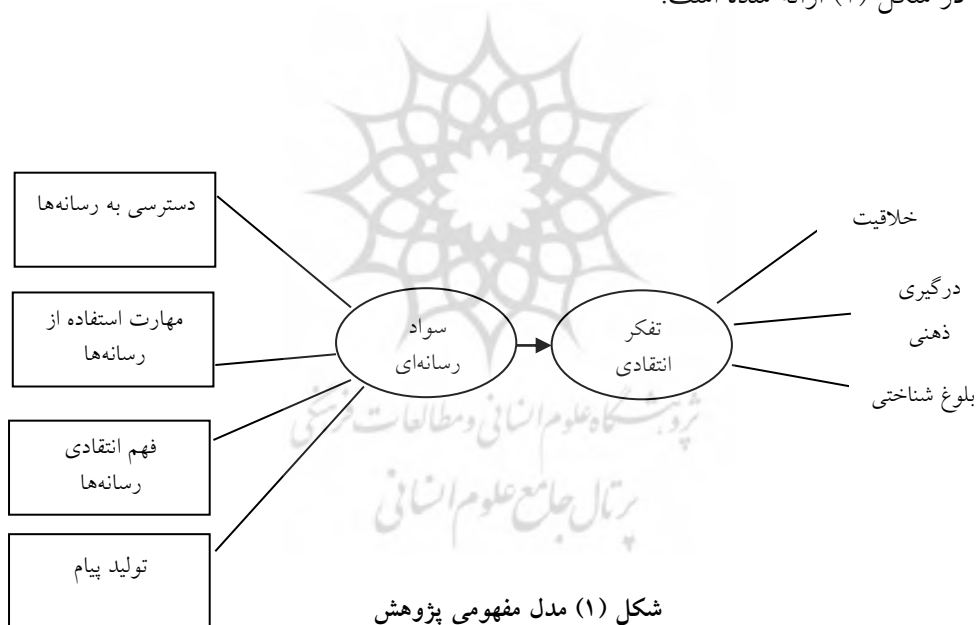 در شکل (۱) ارائه شده است.
دسترسی به رسانه‌ها
مهارت استفاده از
رسانه‌ها
فهم انتقادی
رسانه‌ها
تولید پیام
سواد
رسانه‌ای
تفکر
انتقادی
خلاقیت
درگیری
ذهنی
بلوغ شناختی
پژوهشگاه علوم انسانی و مطالعات فرهنگی
پرتال جامع علوم انسانی
شکل (۱) مدل مفهومی پژوهش